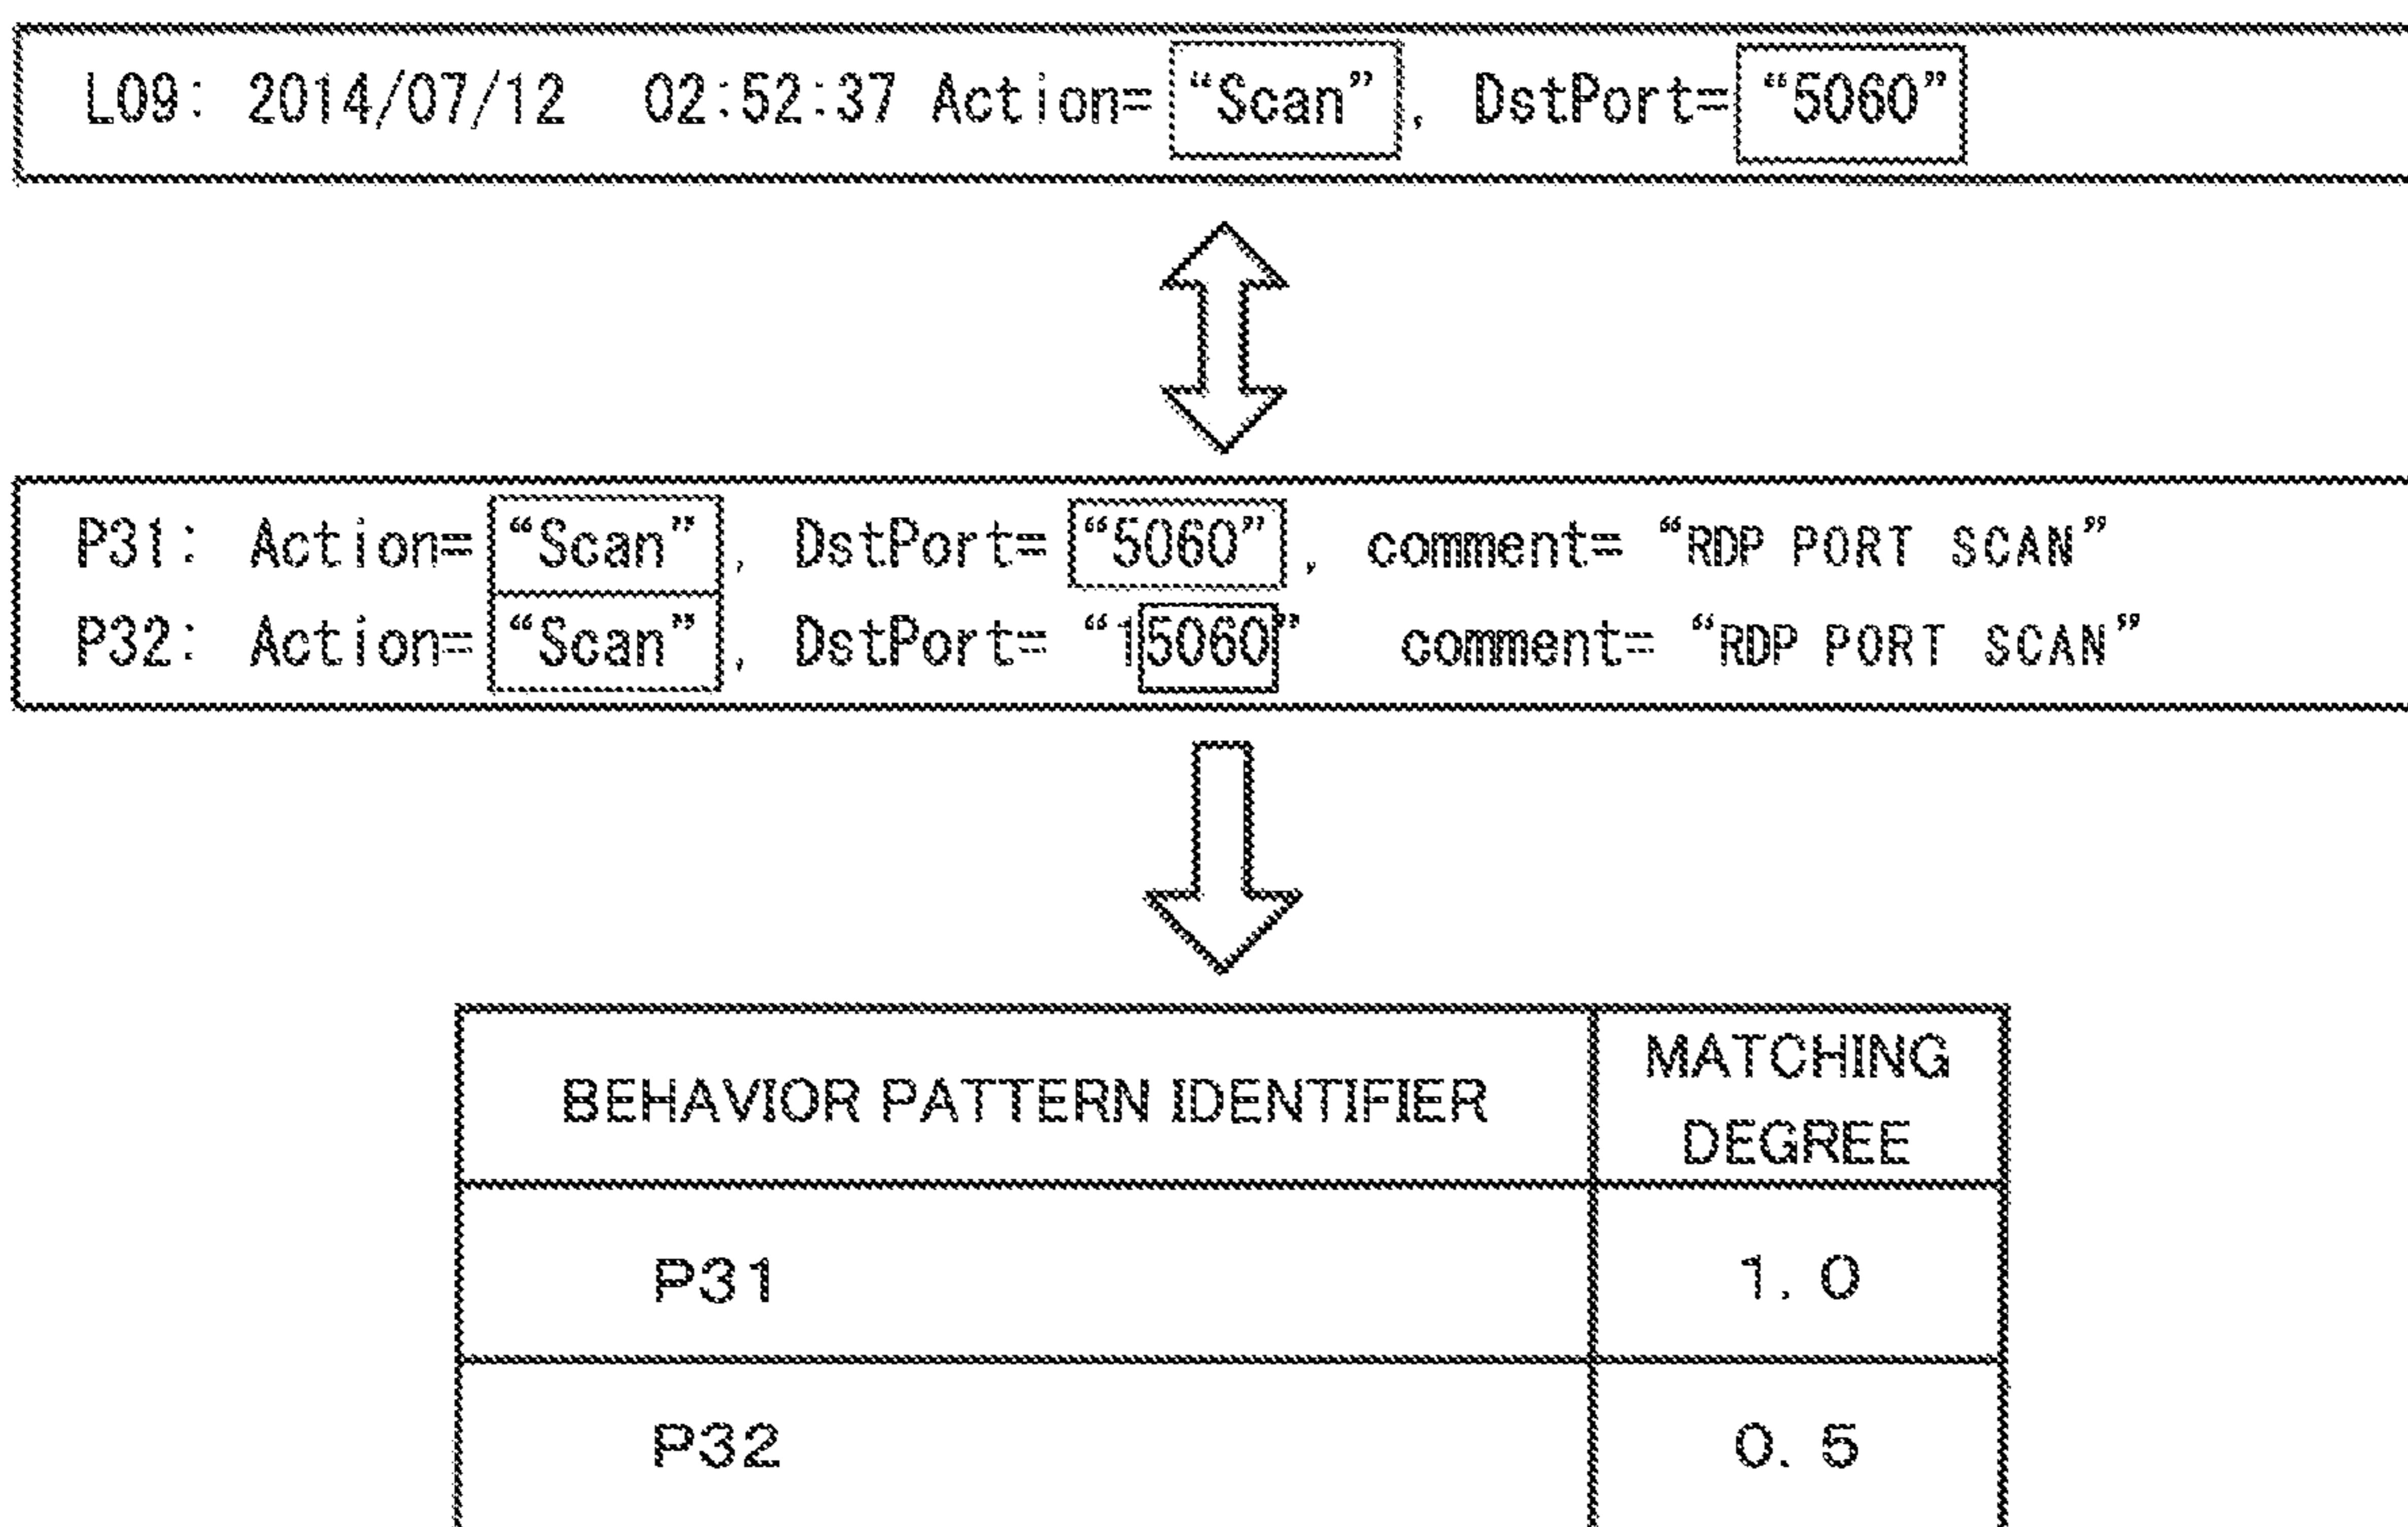 L09: 2014/07/12 02:52:37 Action= “Scan”, DstPort= “5060”
P31: Action= “Scan”, DstPort= “5060”, comment= “RDP PORT SCAN”
P32: Action= “Scan”, DstPort= “15060” comment= “RDP PORT SCAN”
BEHAVIOR PATTERN IDENTIFIER
MATCHING
DEGREE
P31
1.0
P32
0.5